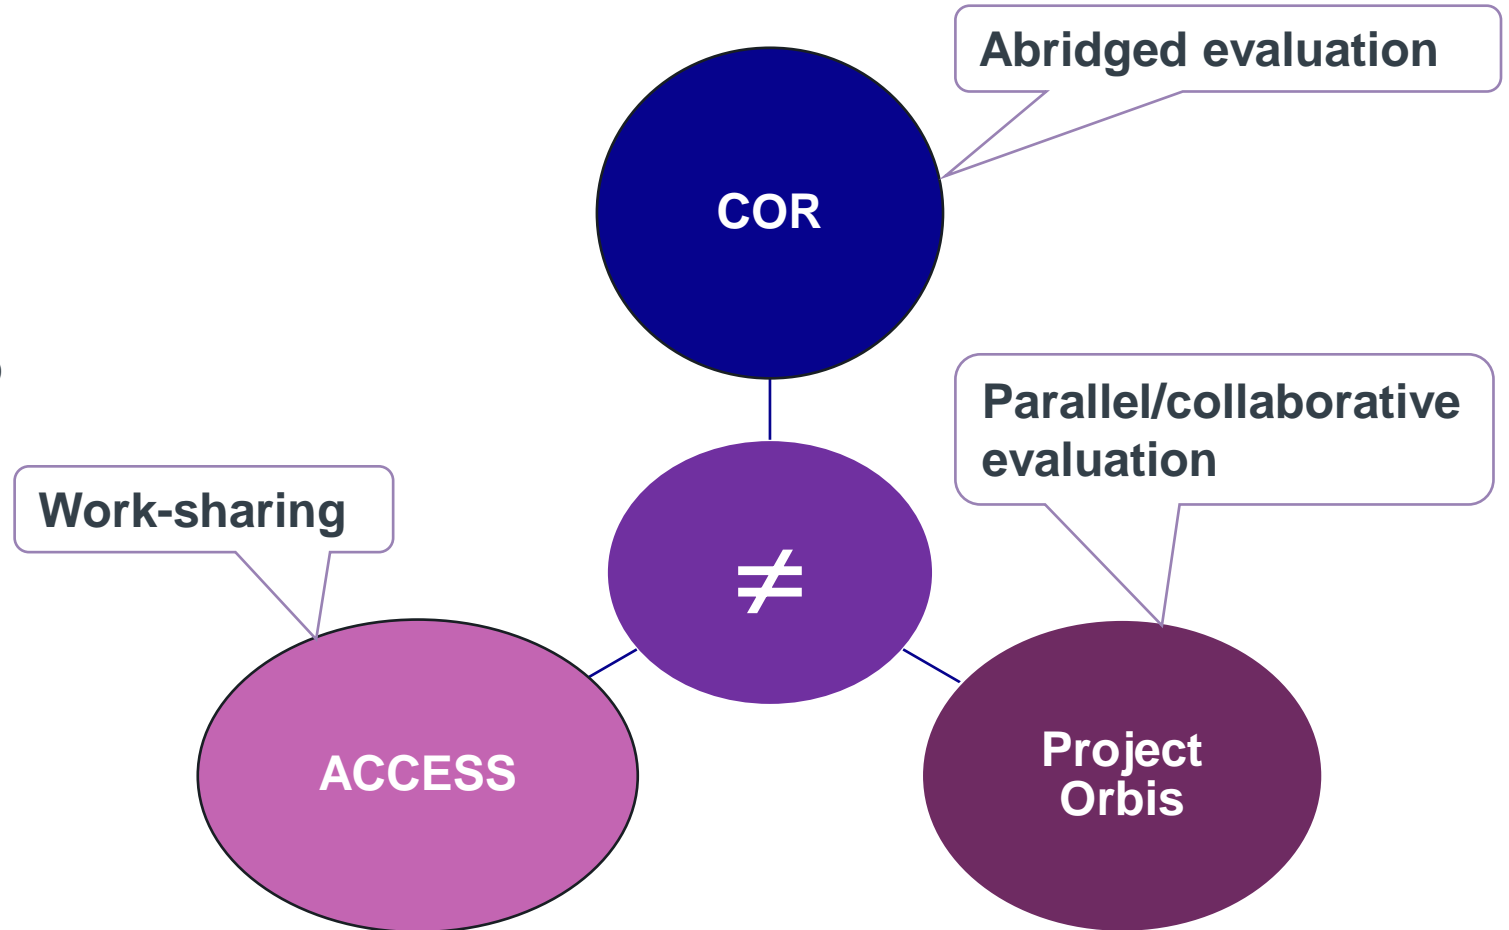 Abridged evaluation
COR
Parallel/collaborative
evaluation
Work-sharing
≠
ACCESS
Project
Orbis